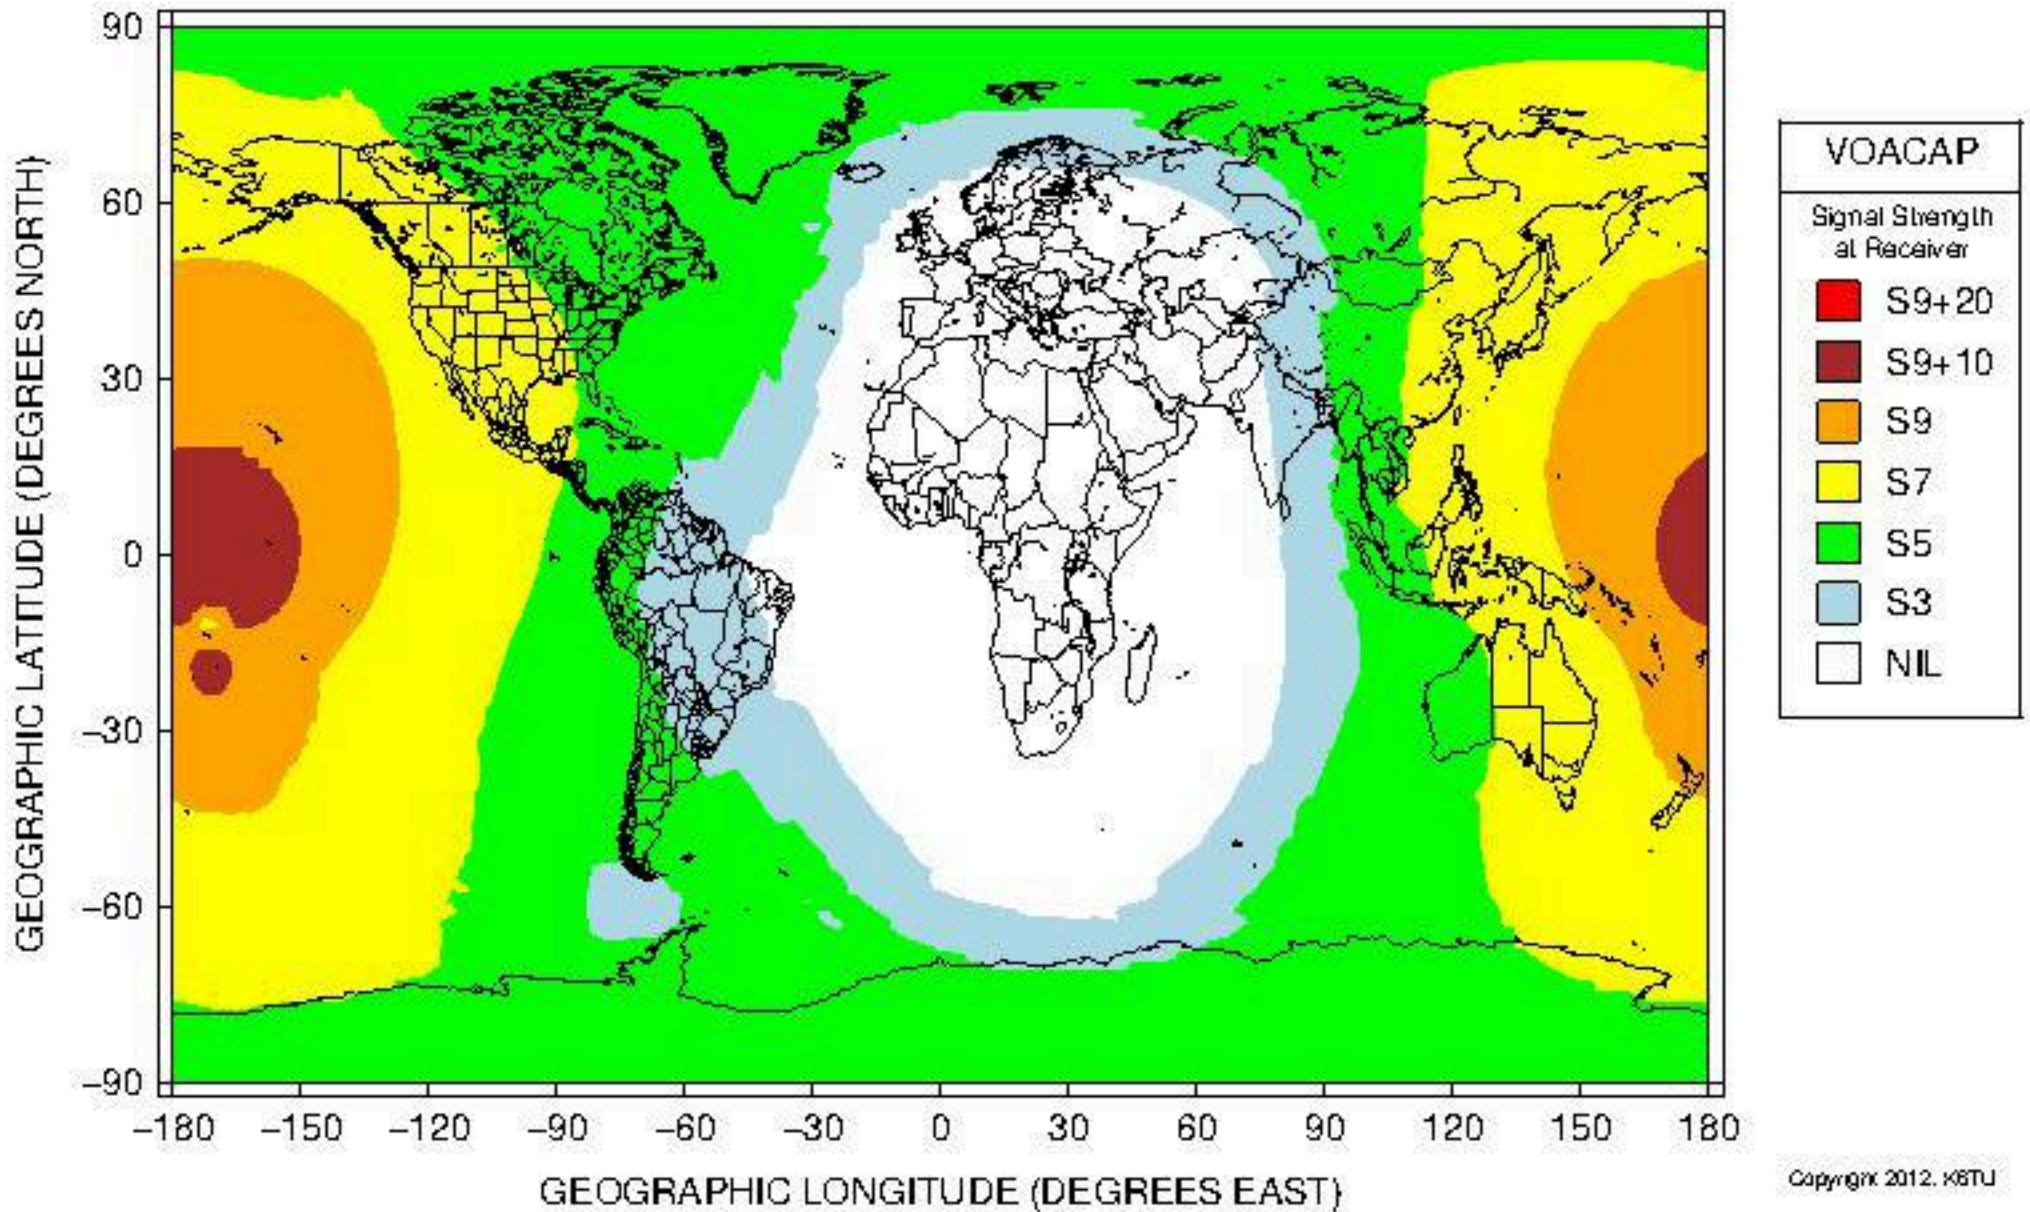 GEOGRAPHIC LATITUDE (DEGREES NORTH)
90
60
30
0
−30
−60
−90
−180 −150 −120 −90 −60 −30 0 30 60 90 120 150 180
GEOGRAPHIC LONGITUDE (DEGREES EAST)
VOACAP
Signal Strength
at Receiver
S9+20
S9+10
S9
S7
S5
S3
NIL
Copyright 2012, K6TU